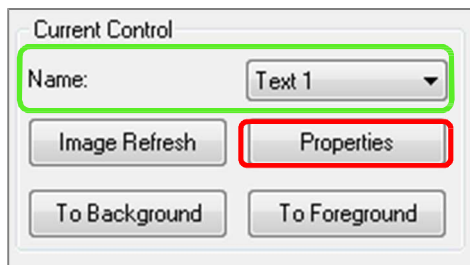 Current Control
Name: Text 1
Image Refresh Properties
To Background To Foreground